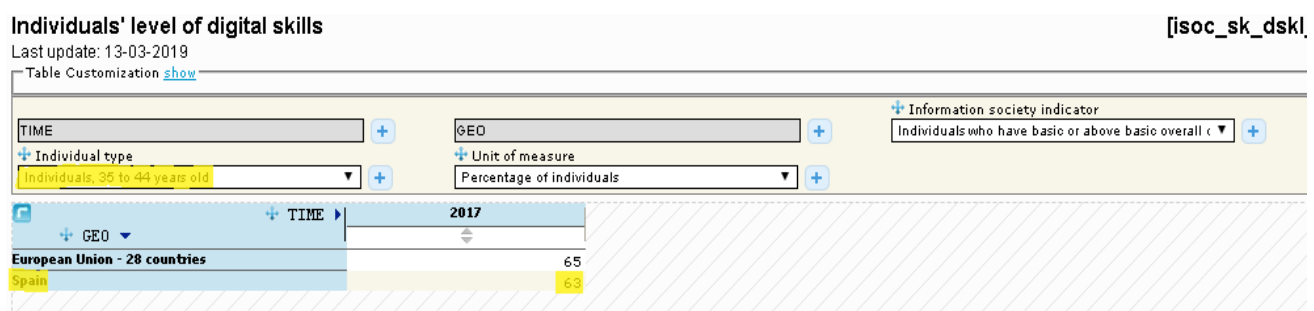 Individuals' level of digital skills [isoc_sk_dskl_
Last update: 13-03-2019
Table Customization show
Information society indicator
TIME GEO Individuals who have basic or above basic overall
Individual type Unit of measure
Individuals, 35 to 44 years old Percentage of individuals
TIME 2017
GEO
European Union - 28 countries 65
Spain 63